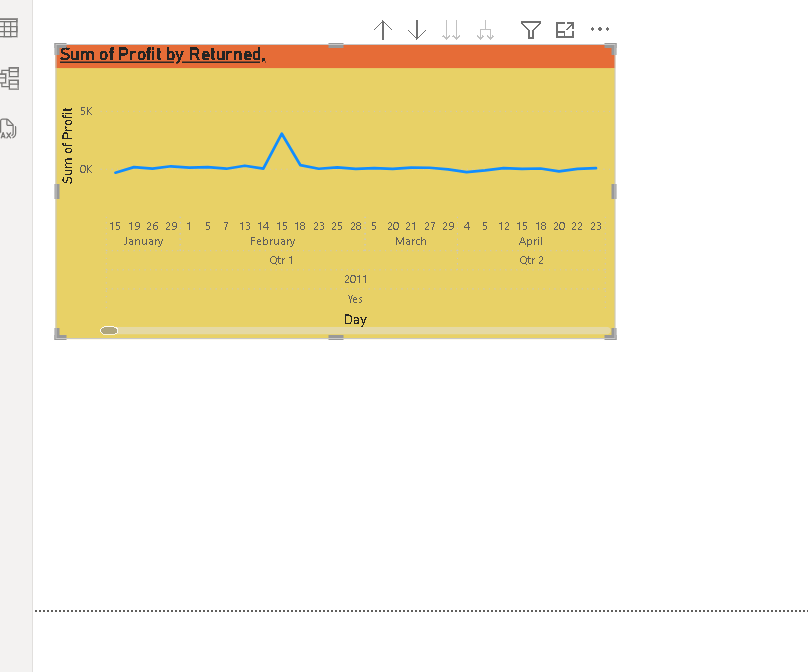 Sum of Profit by Returned,
Sum of Profit
5K
0K
15 19 26 29 1 5 7 13 14 15 18 23 25 28 5 20 21 27 29 4 5 12 15 18 20 22 23
January February March April
Qtr 1 Qtr 2
2011
Yes
Day